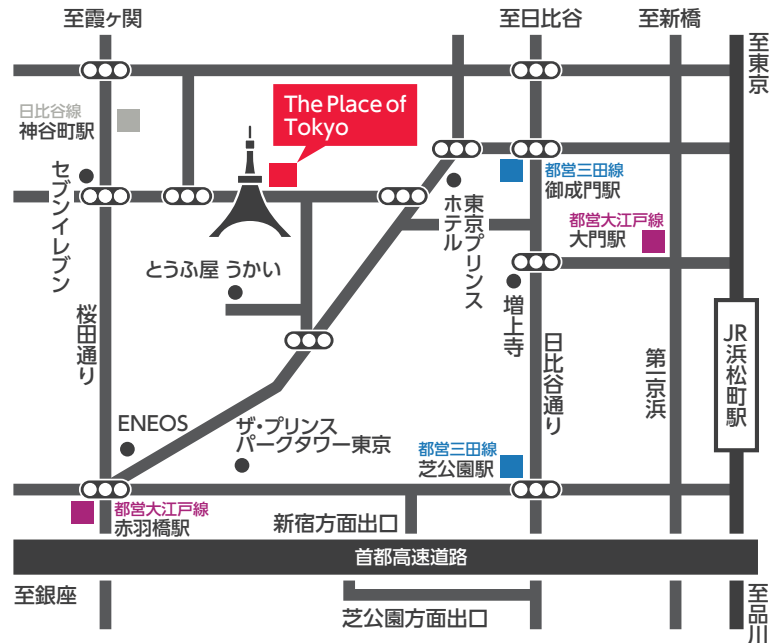 至霞ヶ関
至日比谷
至新橋
至東京
日比谷線
神谷町駅
The Place of
Tokyo
セブンイレブン
都営三田線
御成門駅
東京プリンス
ホテル
都営大江戸線
大門駅
とうふ屋 うかい
増上寺
桜田通り
日比谷通り
第一京浜
JR浜松町駅
ENEOS
ザ・プリンス
パークタワー東京
都営三田線
芝公園駅
都営大江戸線
赤羽橋駅
新宿方面出口
首都高速道路
至銀座
芝公園方面出口
至品川